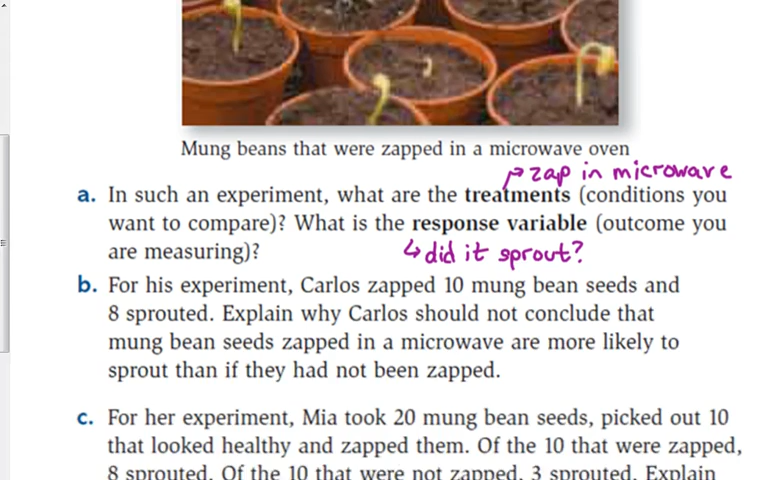 Mung beans that were zapped in a microwave oven
zap in microwave
a. In such an experiment, what are the treatments (conditions you
want to compare)? What is the response variable (outcome you
are measuring)?
did it sprout?
b. For his experiment, Carlos zapped 10 mung bean seeds and
8 sprouted. Explain why Carlos should not conclude that
mung bean seeds zapped in a microwave are more likely to
sprout than if they had not been zapped.
c. For her experiment, Mia took 20 mung bean seeds, picked out 10
that looked healthy and zapped them. Of the 10 that were zapped,
8 sprouted. Of the 10 that were not zapped, 3 sprouted. Explain